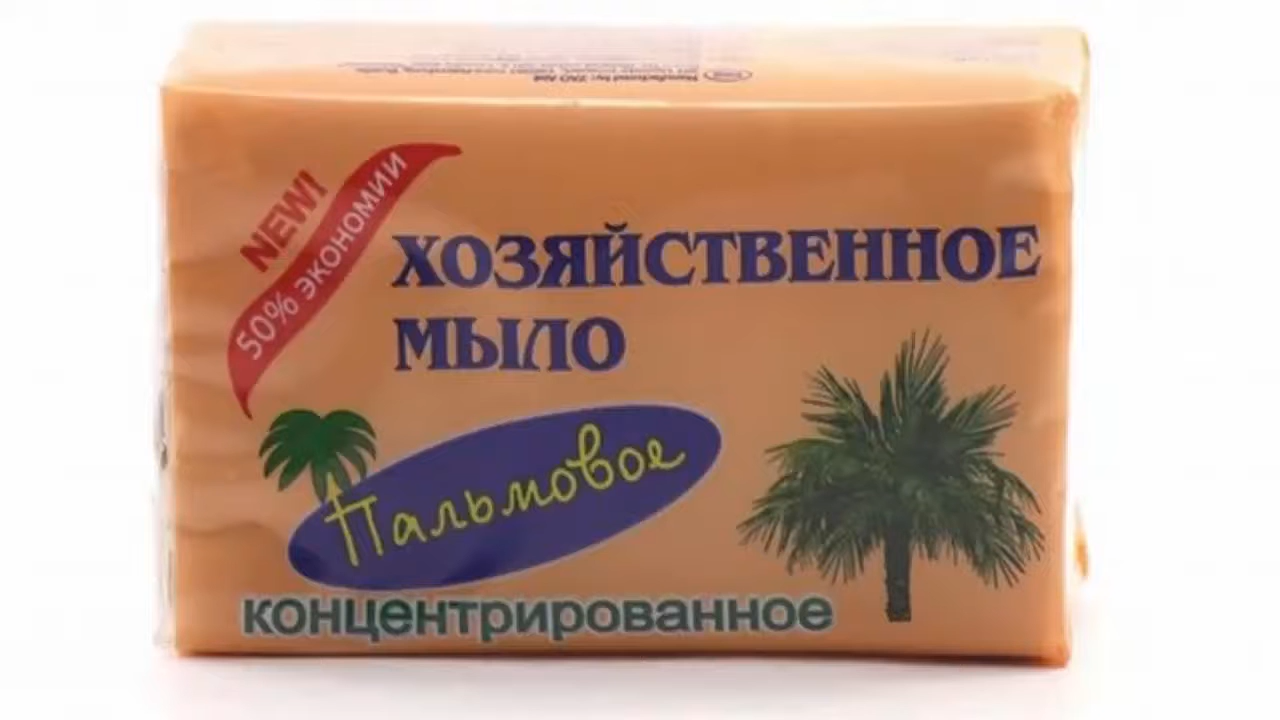 NEW!
50% ЭКОНОМИИ
ХОЗЯЙСТВЕННОЕ
МЫЛО
Пальмовое
концентрированное